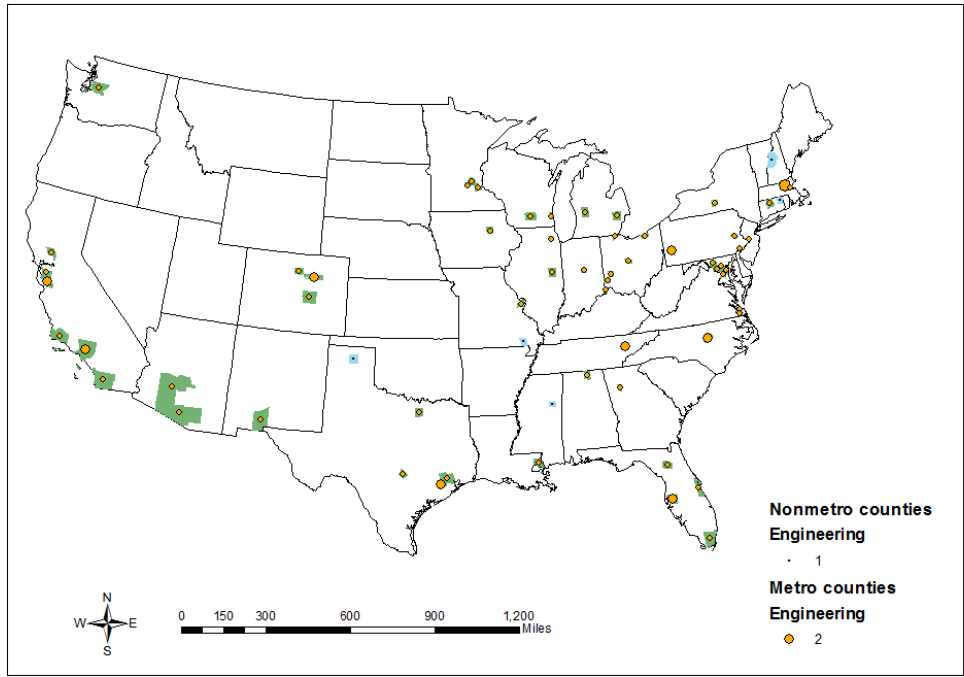 Nonmetro counties
Engineering
1
Metro counties
Engineering
2
N
W E
S
0 150 300 600 900 1,200
Miles